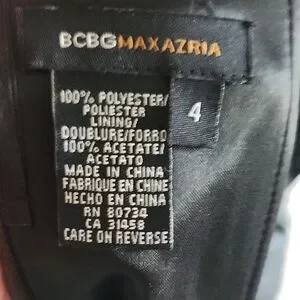 BCBGMAXAZRIA
4
100% POLYESTER/
POLIESTER
LINING/
DOUBLURE/FORRO
100% ACETATE/
ACETATO
MADE IN CHINA
FABRIQUE EN CHINE
HECHO EN CHINA
RN 80734
CA 31458
CARE ON REVERSE